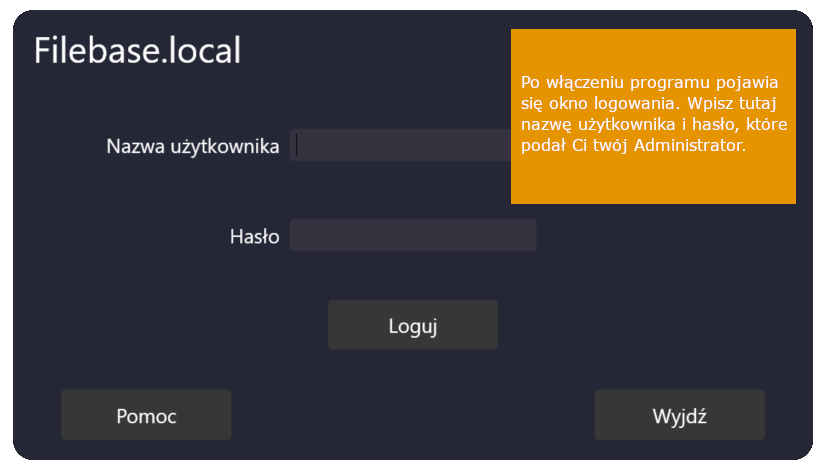 Filebase.local
Po włączeniu programu pojawia
się okno logowania. Wpisz tutaj
nazwę użytkownika i hasło, które
podał Ci twój Administrator.
Nazwa użytkownika
Hasło
Loguj
Pomoc
Wyjdź